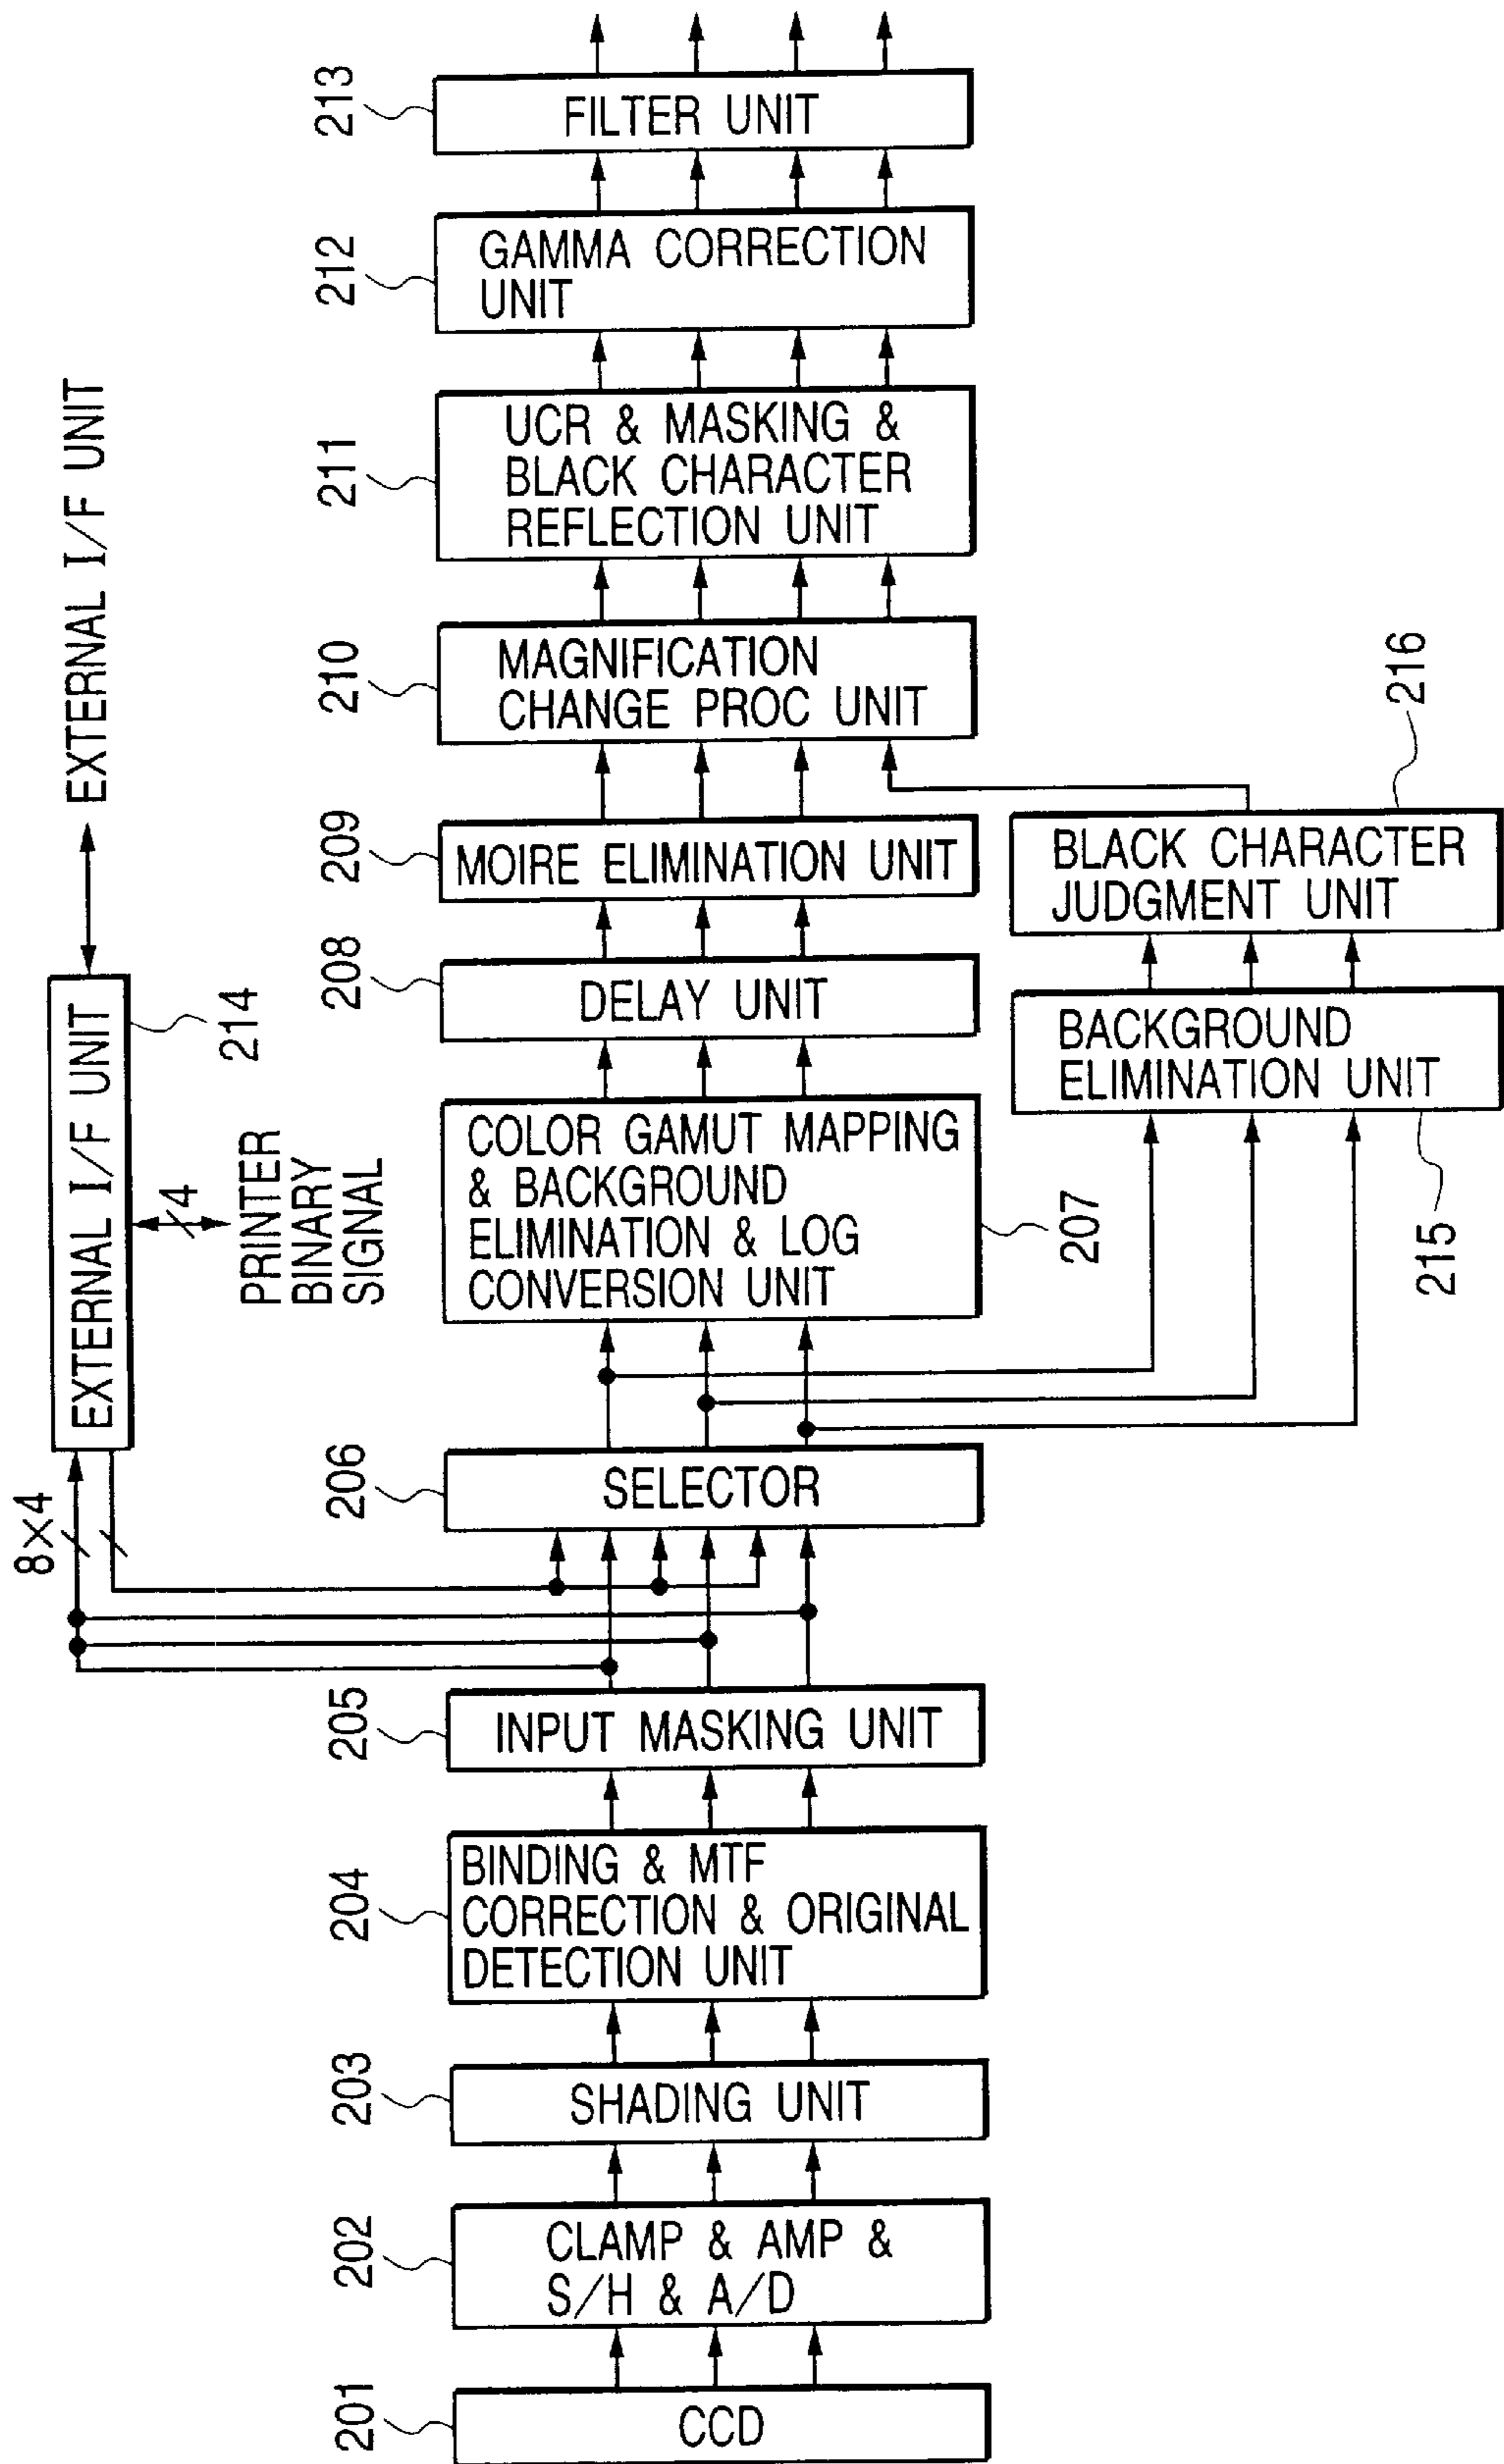 EXTERNAL I/F UNIT
EXTERNAL I/F UNIT
214
8×4
4
PRINTER
BINARY
SIGNAL
201
CCD
202
CLAMP & AMP &
S/H & A/D
203
SHADING UNIT
204
BINDING & MTF
CORRECTION & ORIGINAL
DETECTION UNIT
205
INPUT MASKING UNIT
206
SELECTOR
207
COLOR GAMUT MAPPING
& BACKGROUND
ELIMINATION & LOG
CONVERSION UNIT
208
DELAY UNIT
209
MOIRE ELIMINATION UNIT
210
MAGNIFICATION
CHANGE PROC UNIT
211
UCR & MASKING &
BLACK CHARACTER
REFLECTION UNIT
212
GAMMA CORRECTION
UNIT
213
FILTER UNIT
215
BACKGROUND
ELIMINATION UNIT
216
BLACK CHARACTER
JUDGMENT UNIT